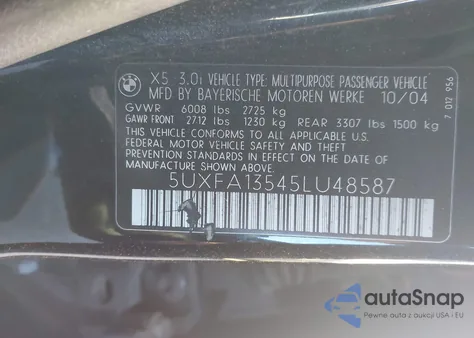 BMW
X5 3.0i VEHICLE TYPE: MULTIPURPOSE PASSENGER VEHICLE
MFD BY BAYERISCHE MOTOREN WERKE 10/04
GVWR 6008 lbs 2725 kg
GAWR FRONT 2712 lbs 1230 kg REAR 3307 lbs 1500 kg
THIS VEHICLE CONFORMS TO ALL APPLICABLE U.S.
FEDERAL MOTOR VEHICLE SAFETY AND THEFT
PREVENTION STANDARDS IN EFFECT ON THE DATE OF
MANUFACTURE SHOWN ABOVE.
5UXFA13545LU48587
7 017 956
autoSnap
Pewne auta z aukcji USA i EU